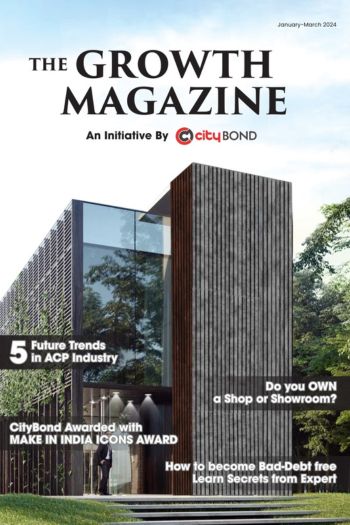 January-March 2024
THE GROWTH
MAGAZINE
An Initiative By city BOND
5 Future Trends
in ACP Industry
Do you OWN
a Shop or Showroom?
CityBond Awarded with
MAKE IN INDIA ICONS AWARD
How to become Bad-Debt free
Learn Secrets from Expert